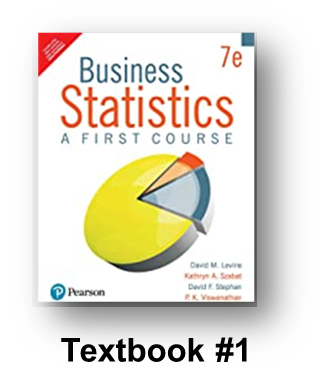 7e
Business
Statistics
A FIRST COURSE
David M. Levine
Kathryn A. Szabat
David F. Stephan
P. K. Viswanathan
Pearson
Textbook #1